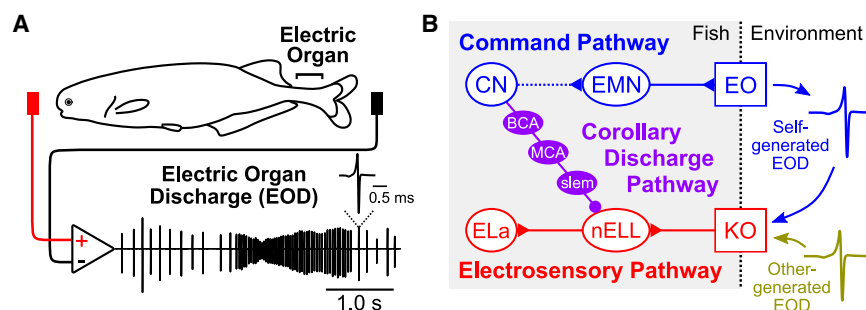 A
Electric
Organ
Electric Organ
Discharge (EOD)
0.5 ms
+
-
1.0 s
B
Fish
Environment
Command Pathway
CN
EMN
EO
BCA
MCA
slem
Corollary
Discharge
Pathway
Self-
generated
EOD
ELa
nELL
KO
Electrosensory Pathway
Other-
generated
EOD